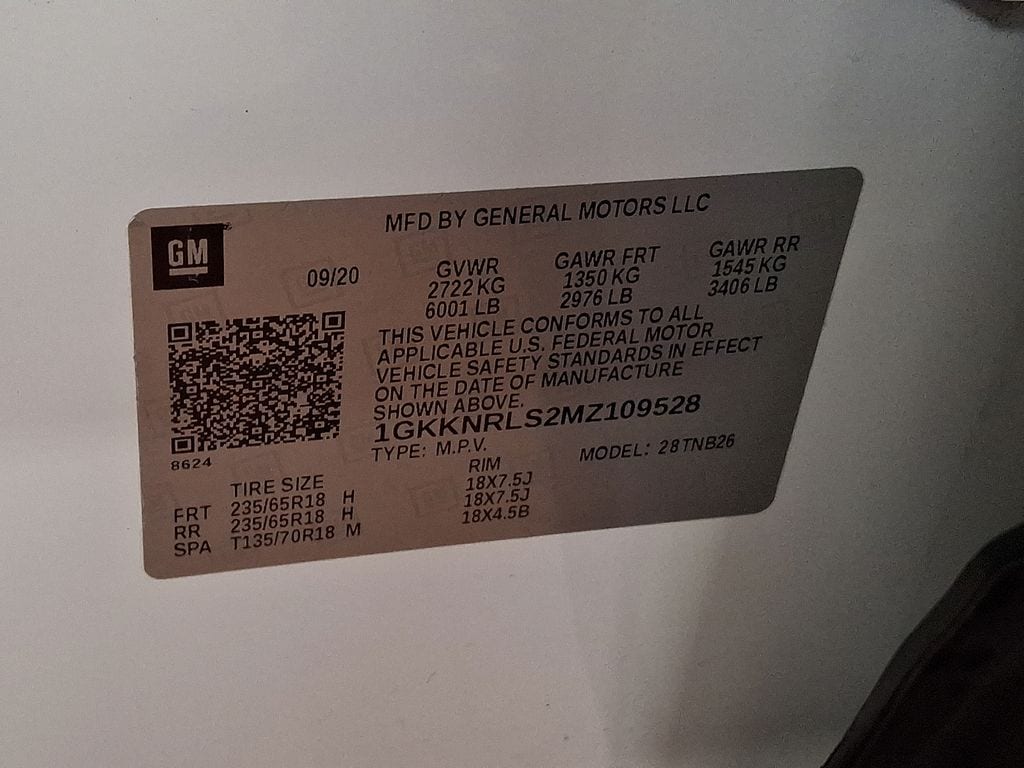 MFD BY GENERAL MOTORS LLC
GM
09/20
GVWR GAWR FRT GAWR RR
2722 KG 1350 KG 1545 KG
6001 LB 2976 LB 3406 LB
THIS VEHICLE CONFORMS TO ALL
APPLICABLE U.S. FEDERAL MOTOR
VEHICLE SAFETY STANDARDS IN EFFECT
ON THE DATE OF MANUFACTURE
SHOWN ABOVE.
1GKKNRLS2MZ109528
TYPE: M.P.V. MODEL: 28TNB26
8624
TIRE SIZE RIM
FRT 235/65R18 H 18X7.5J
RR 235/65R18 H 18X7.5J
SPA T135/70R18 M 18X4.5B